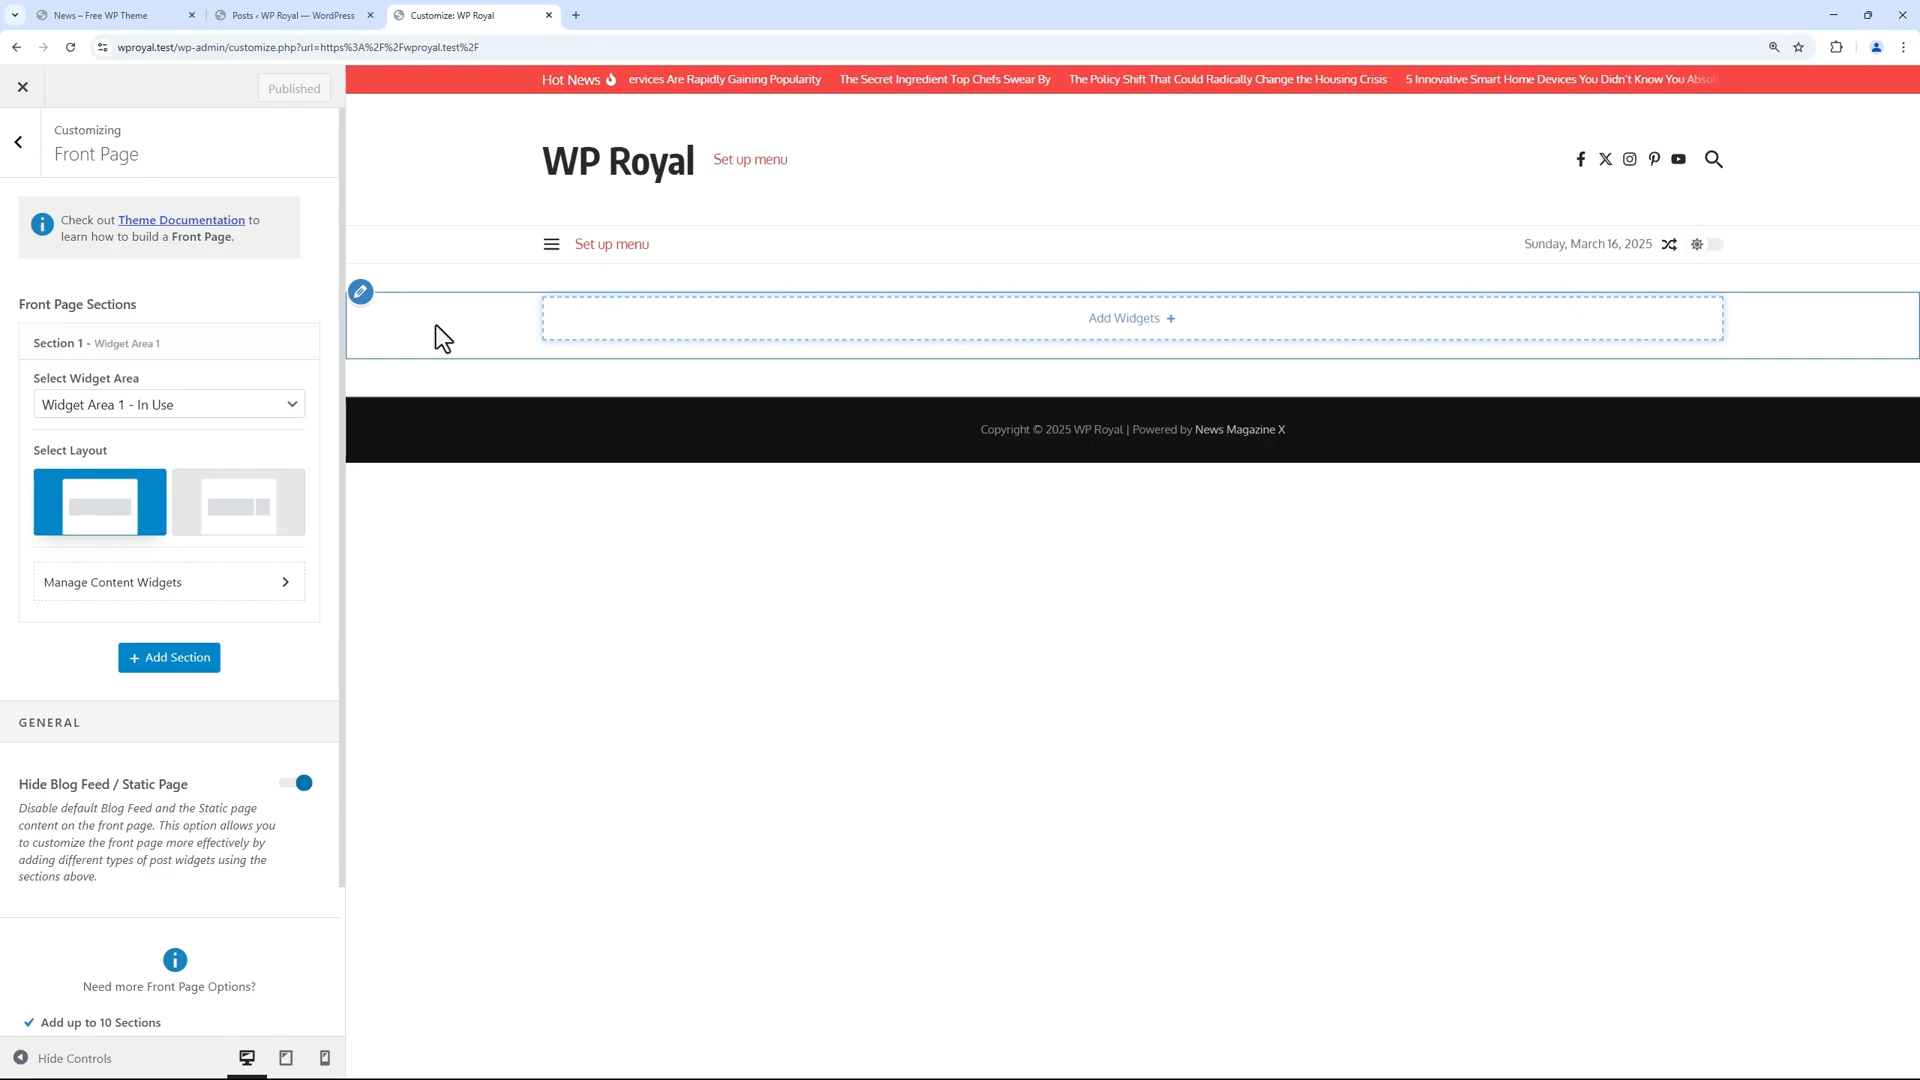 News – Free WP Theme
Posts ‹ WP Royal — WordPress
Customize: WP Royal
wproyal.test/wp-admin/customize.php?url=https%3A%2F%2Fwproyal.test%2F
Published
Customizing
Front Page
Check out Theme Documentation to
learn how to build a Front Page.
Front Page Sections
Section 1 - Widget Area 1
Select Widget Area
Widget Area 1 - In Use
Select Layout
Manage Content Widgets
+ Add Section
GENERAL
Hide Blog Feed / Static Page
Disable default Blog Feed and the Static page
content on the front page. This option allows you
to customize the front page more effectively by
adding different types of post widgets using the
sections above.
Need more Front Page Options?
Add up to 10 Sections
Hide Controls
Hot News ervices Are Rapidly Gaining Popularity The Secret Ingredient Top Chefs Swear By The Policy Shift That Could Radically Change the Housing Crisis 5 Innovative Smart Home Devices You Didn't Know You Absol
WP Royal
Set up menu
Set up menu
Sunday, March 16, 2025
Add Widgets +
Copyright © 2025 WP Royal | Powered by News Magazine X